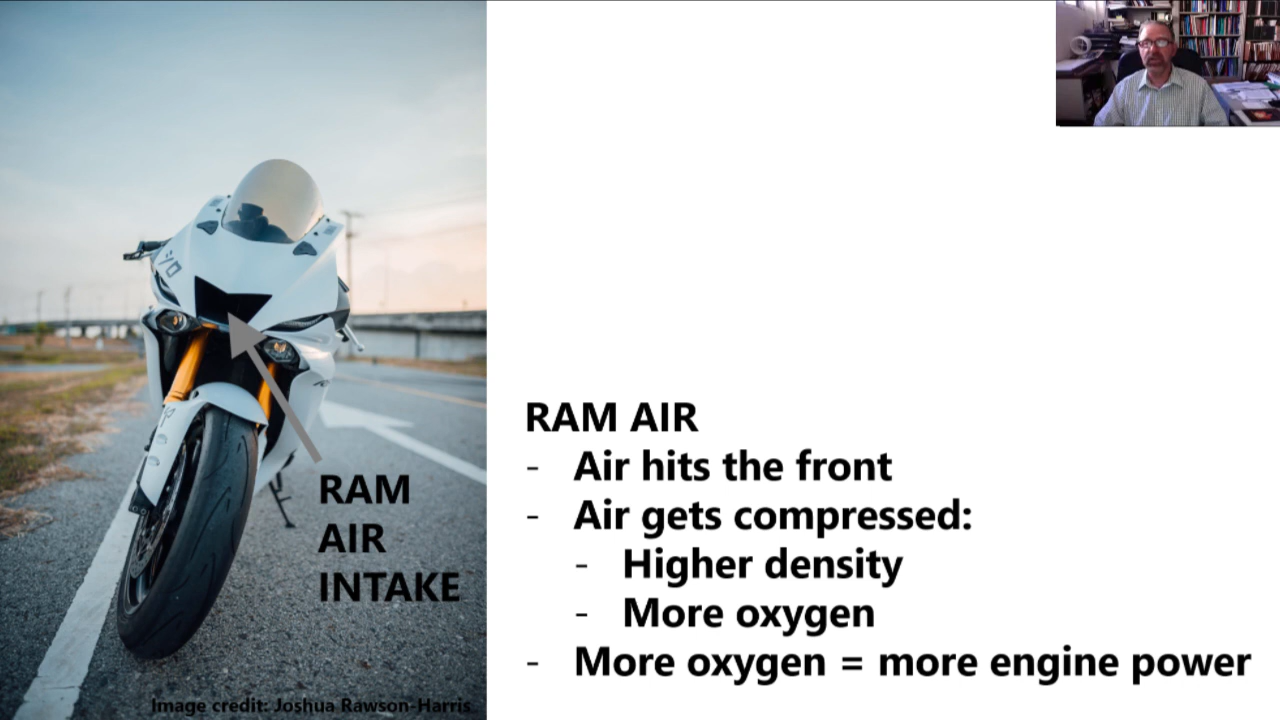 RAM
AIR
INTAKE
Image credit: Joshua Rawson-Harris
RAM AIR
- Air hits the front
- Air gets compressed:
- Higher density
- More oxygen
- More oxygen = more engine power